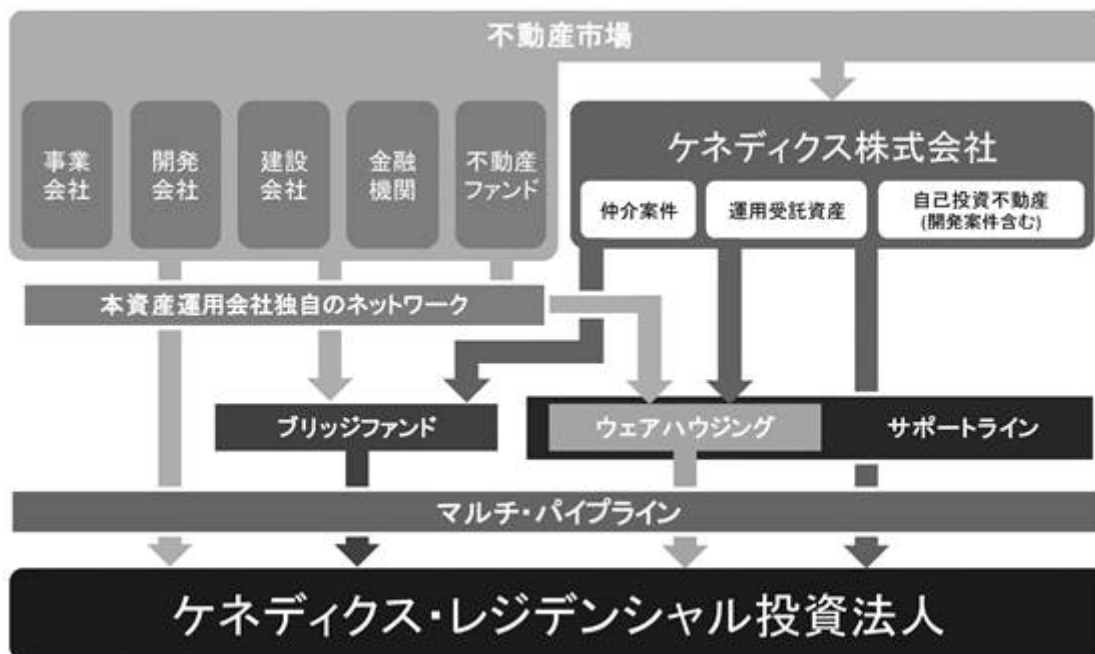 不動産市場
事業
会社
開発
会社
建設
会社
金融
機関
不動産
ファンド
ケネディクス株式会社
仲介案件
運用受託資産
自己投資不動産
(開発案件含む)
本資産運用会社独自のネットワーク
ブリッジファンド
ウェアハウジング
サポートライン
マルチ・パイプライン
ケネディクス・レジデンシャル投資法人